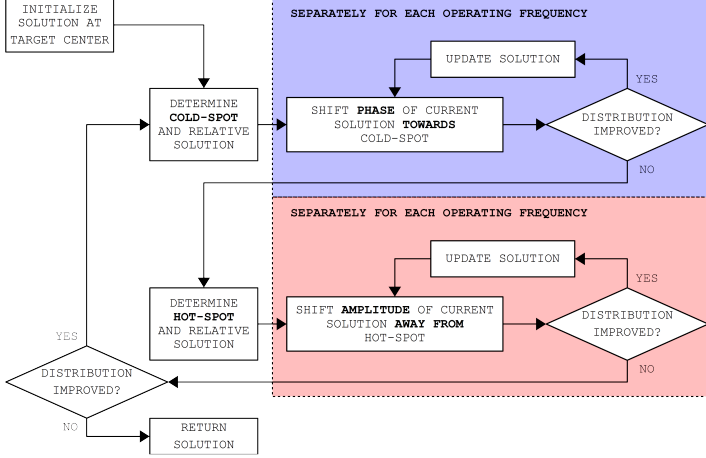 INITIALIZE
SOLUTION AT
TARGET CENTER
SEPARATELY FOR EACH OPERATING FREQUENCY
UPDATE SOLUTION
YES
DETERMINE
COLD-SPOT
AND RELATIVE
SOLUTION
SHIFT PHASE OF CURRENT
SOLUTION TOWARDS
COLD-SPOT
DISTRIBUTION
IMPROVED?
NO
SEPARATELY FOR EACH OPERATING FREQUENCY
UPDATE SOLUTION
YES
DETERMINE
HOT-SPOT
AND RELATIVE
SOLUTION
SHIFT AMPLITUDE OF CURRENT
SOLUTION AWAY FROM
HOT-SPOT
DISTRIBUTION
IMPROVED?
NO
YES
DISTRIBUTION
IMPROVED?
NO
RETURN
SOLUTION